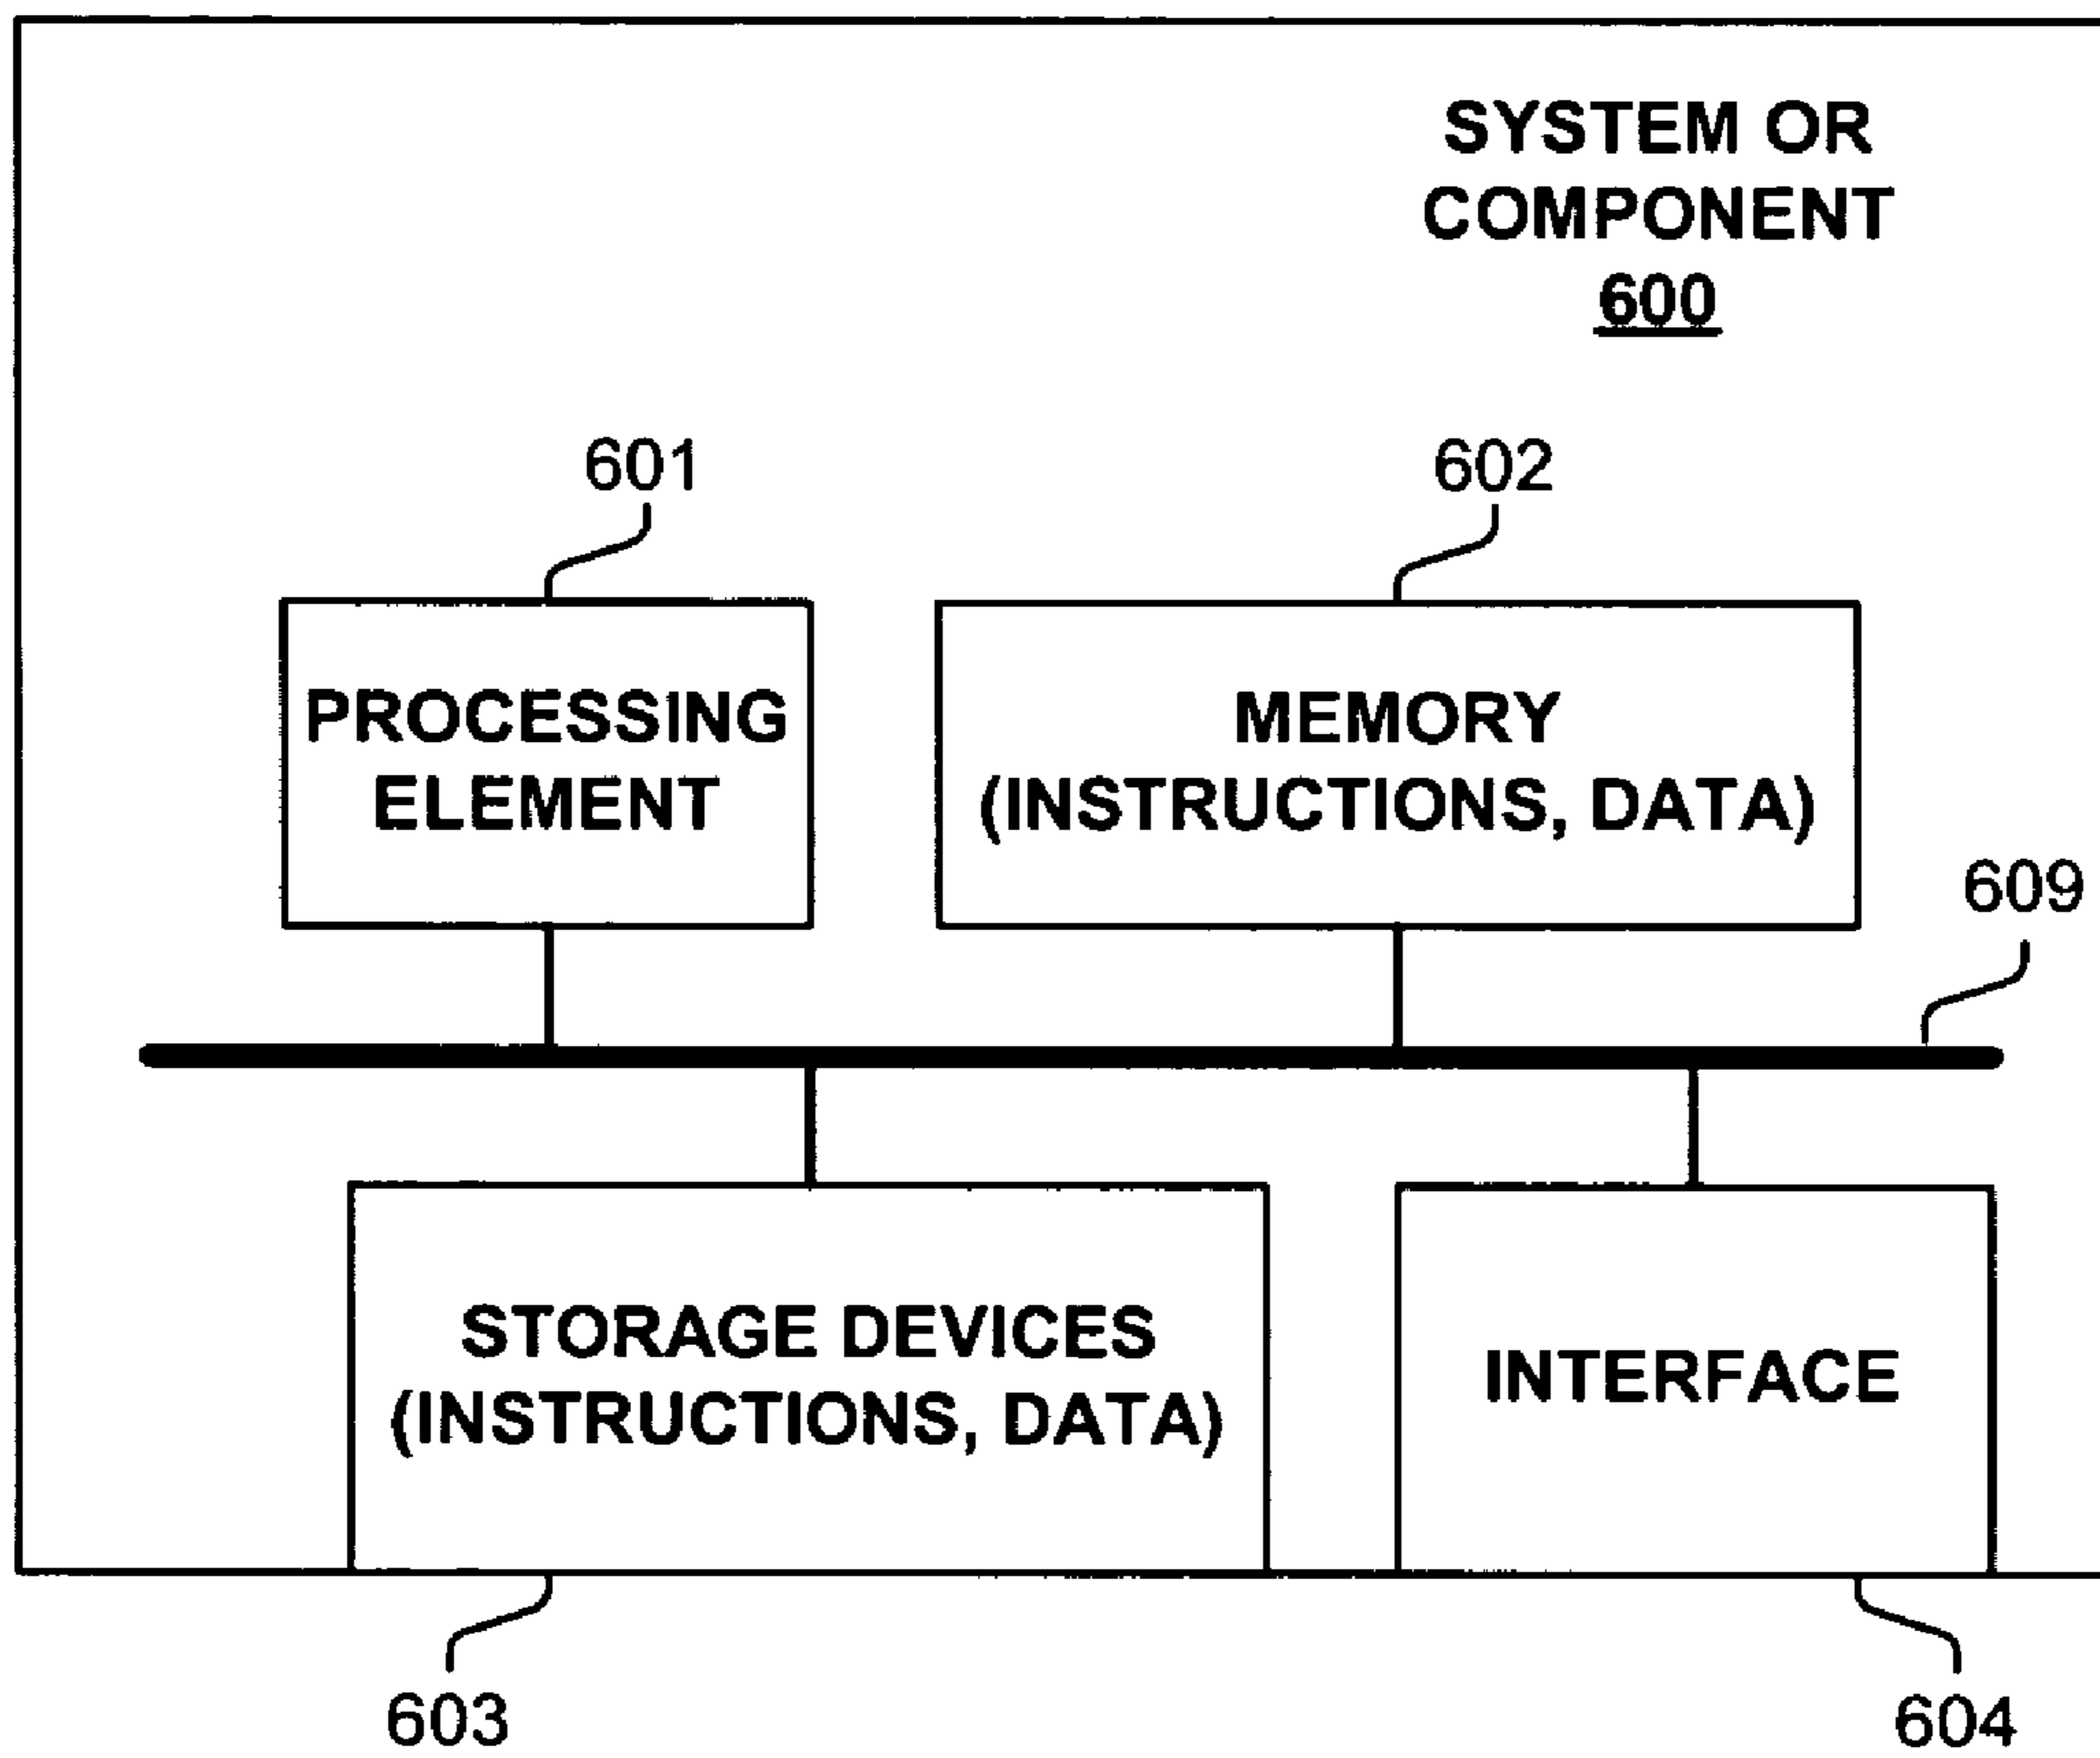 SYSTEM OR
COMPONENT
600
601
602
PROCESSING
ELEMENT
MEMORY
(INSTRUCTIONS, DATA)
609
STORAGE DEVICES
(INSTRUCTIONS, DATA)
INTERFACE
603
604